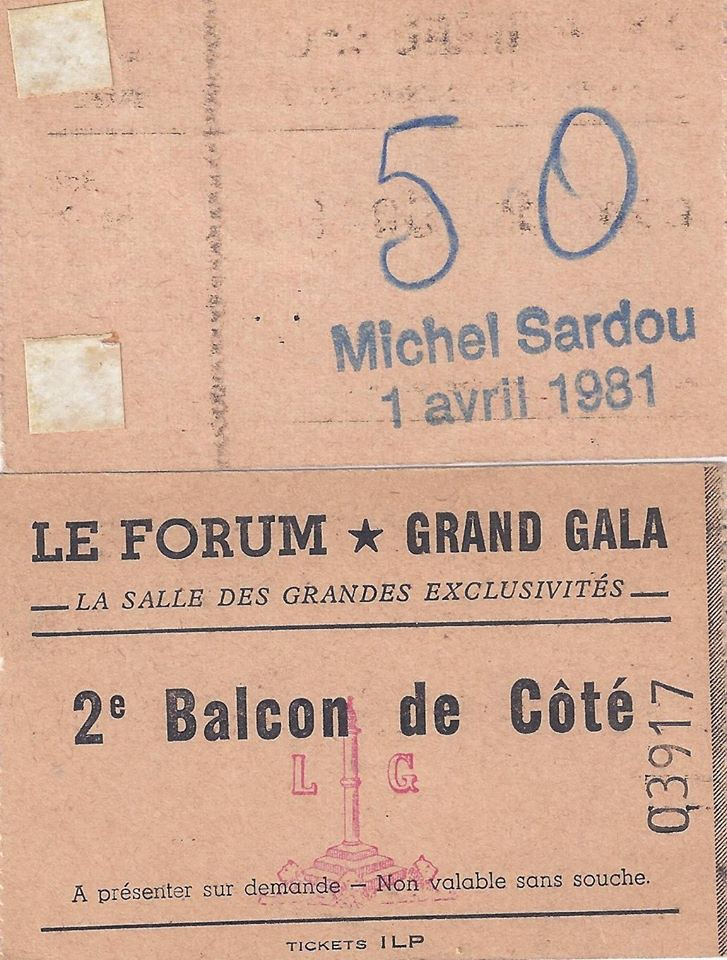 50
Michel Sardou
1 avril 1981
LE FORUM ★ GRAND GALA
LA SALLE DES GRANDES EXCLUSIVITÉS
2e Balcon de Côté
03917
L G
A présenter sur demande — Non valable sans souche.
TICKETS ILP